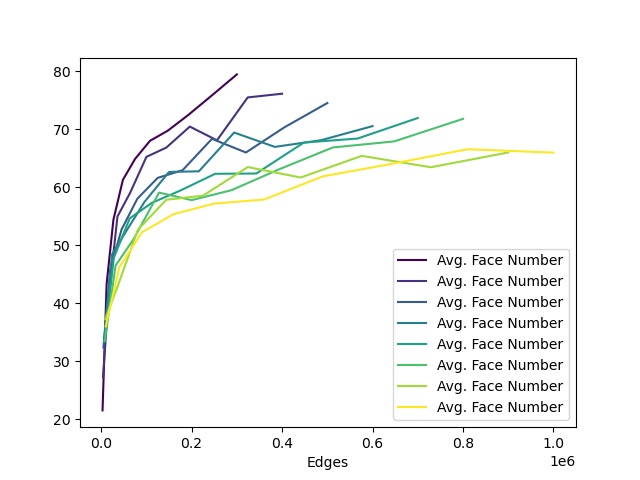 80
70
60
50
40
30
20
Avg. Face Number
Avg. Face Number
Avg. Face Number
Avg. Face Number
Avg. Face Number
Avg. Face Number
Avg. Face Number
Avg. Face Number
0.0 0.2 0.4 0.6 0.8 1.0
Edges 1e6